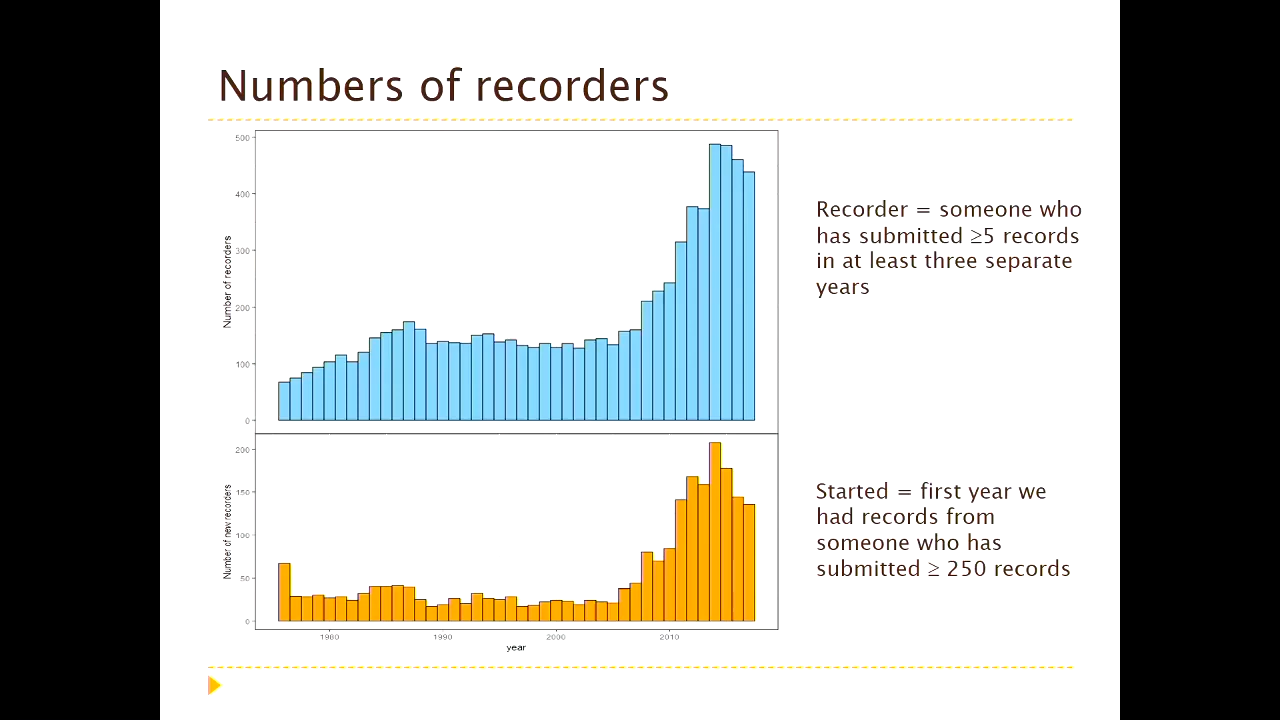 Numbers of recorders
500
400
300
200
100
0
Number of recorders
Recorder = someone who
has submitted ≥5 records
in at least three separate
years
200
150
100
50
0
Number of new recorders
1980 1990 2000 2010
year
Started = first year we
had records from
someone who has
submitted ≥ 250 records